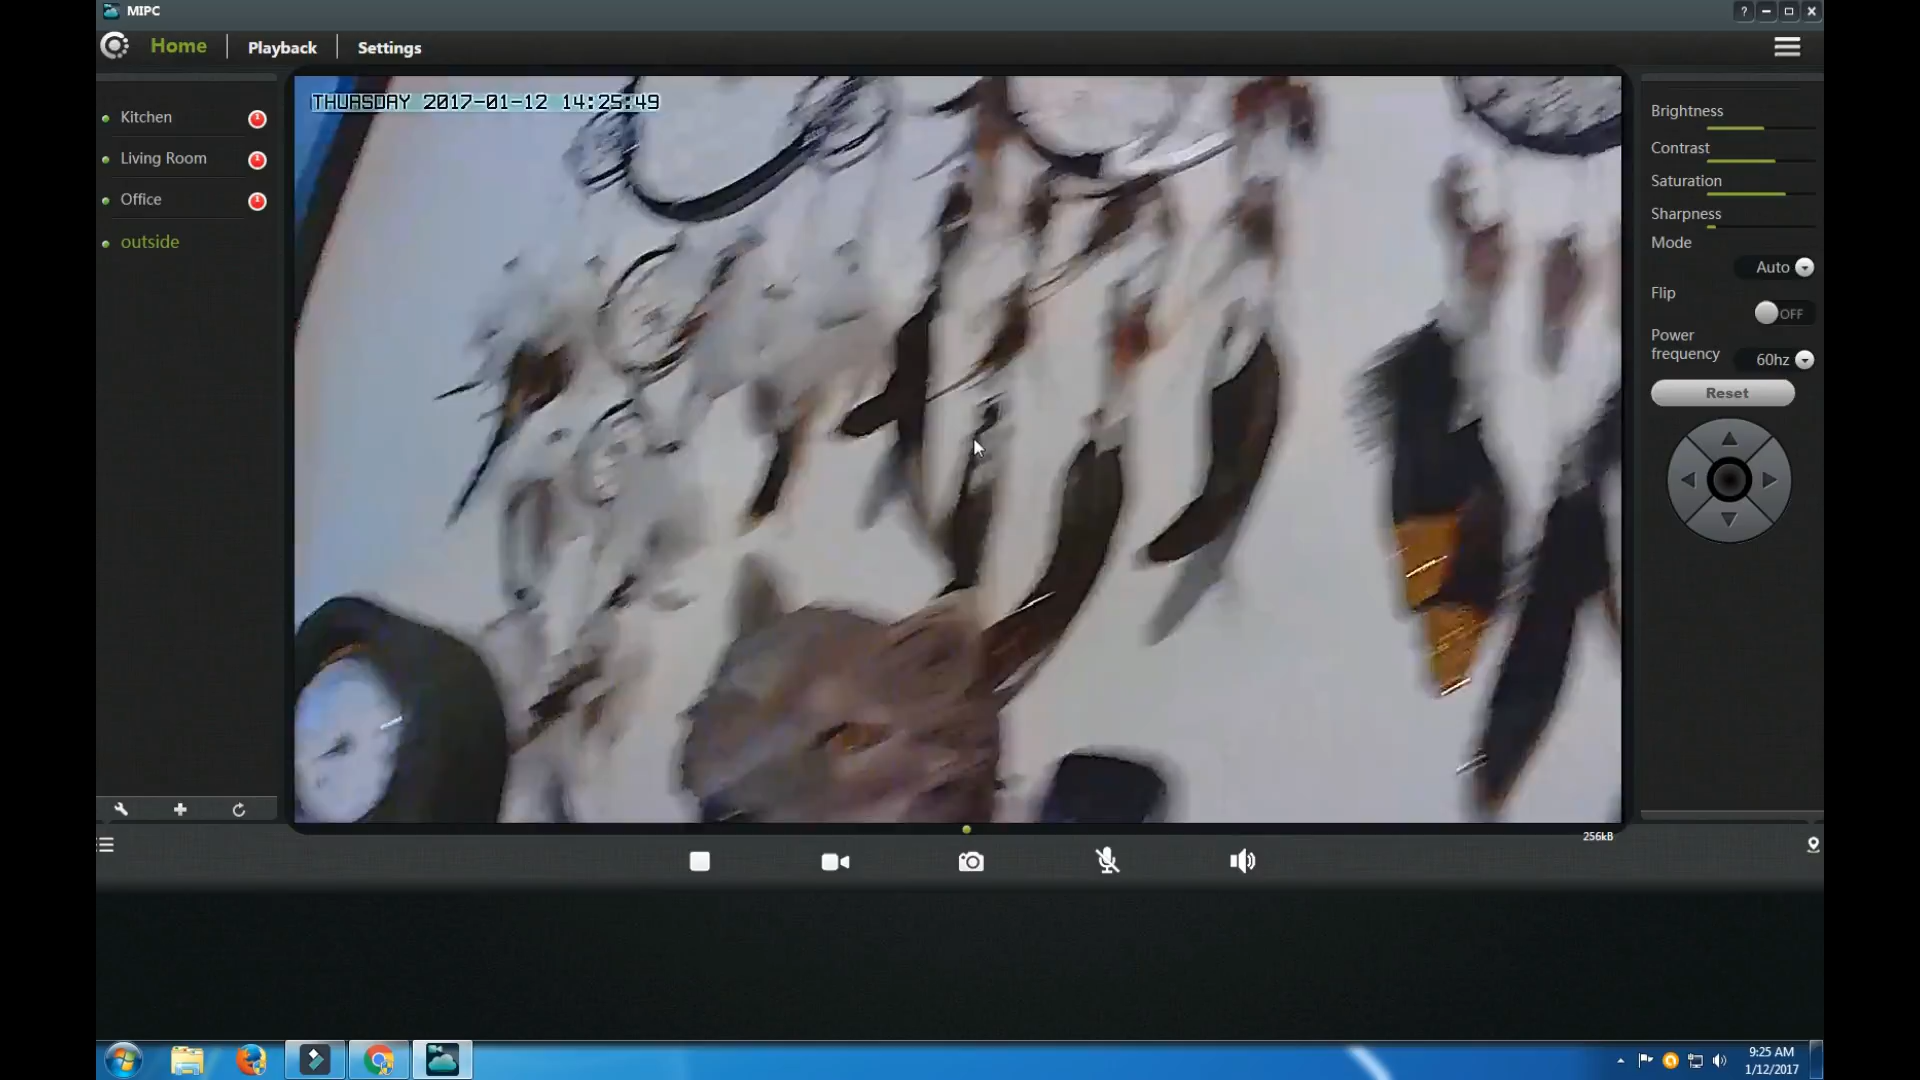 MIPC
?
Home
Playback
Settings
THURSDAY 2017-01-12 14:25:49
Kitchen
Living Room
Office
outside
Brightness
Contrast
Saturation
Sharpness
Mode
Auto
Flip
OFF
Power
frequency
60hz
Reset
256kB
9:25 AM
1/12/2017